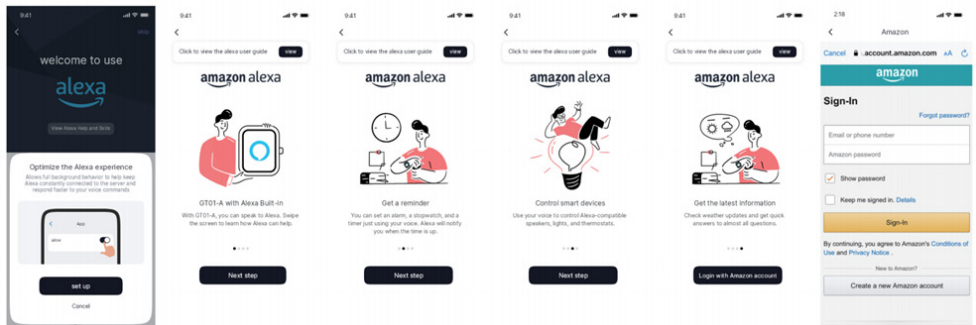 9:41
Skip
welcome to use
alexa
View Alexa Help and Skills
Optimize the Alexa experience
Allows full background behavior to help keep
Alexa constantly connected to the server and
respond faster to your voice commands
App
allow
set up
Cancel
9:41
Click to view the alexa user guide
view
amazon alexa
GT01-A with Alexa Built-in
With GT01-A, you can speak to Alexa. Swipe
the screen to learn how Alexa can help.
Next step
9:41
Click to view the alexa user guide
view
amazon alexa
Get a reminder
You can set an alarm, a stopwatch, and a
timer just using your voice. Alexa will notify
you when the time is up.
Next step
9:41
Click to view the alexa user guide
view
amazon alexa
Control smart devices
Use your voice to control Alexa-compatible
speakers, lights, and thermostats.
Next step
9:41
Click to view the alexa user guide
view
amazon alexa
Get the latest information
Check weather updates and get quick
answers to almost all questions.
Login with Amazon account
2:18
Amazon
Cancel
.account.amazon.com
AA
amazon
Sign-In
Forgot password?
Email or phone number
Amazon password
Show password
Keep me signed in. Details
Sign-In
By continuing, you agree to Amazon's Conditions of
Use and Privacy Notice .
New to Amazon?
Create a new Amazon account